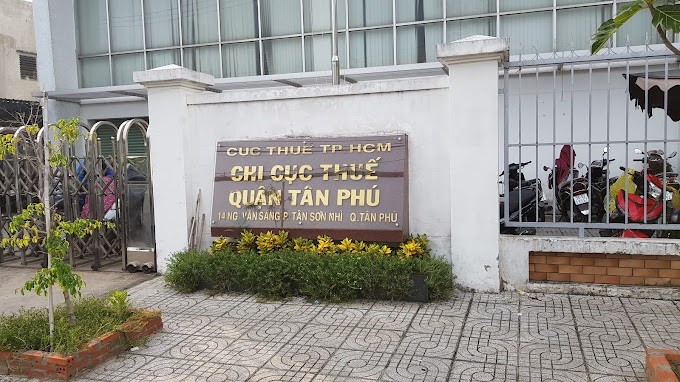 CỤC THUẾ TP HCM
CHI CỤC THUẾ
QUẬN TÂN PHÚ
14 NG. VĂN SĂNG P. TÂN SƠN NHÌ Q.TÂN PHÚ